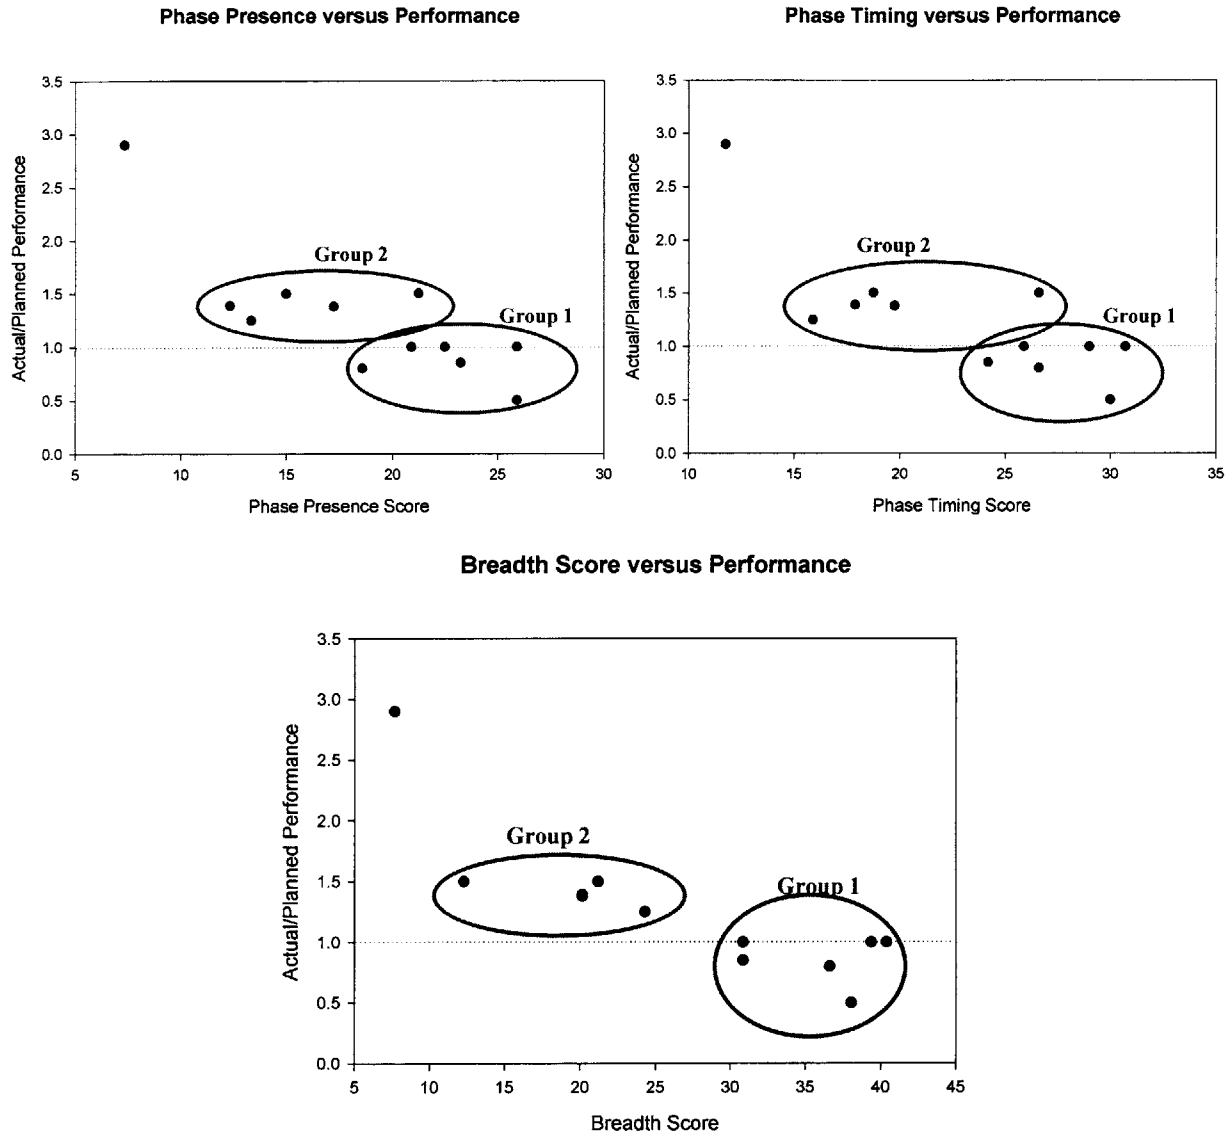 Phase Presence versus Performance
3.5
3.0
2.5
2.0
1.5
1.0
0.5
0.0
Actual/Planned Performance
Group 2
Group 1
5 10 15 20 25 30
Phase Presence Score
Phase Timing versus Performance
3.5
3.0
2.5
2.0
1.5
1.0
0.5
0.0
Actual/Planned Performance
Group 2
Group 1
10 15 20 25 30 35
Phase Timing Score
Breadth Score versus Performance
3.5
3.0
2.5
2.0
1.5
1.0
0.5
0.0
Actual/Planned Performance
Group 2
Group 1
5 10 15 20 25 30 35 40 45
Breadth Score